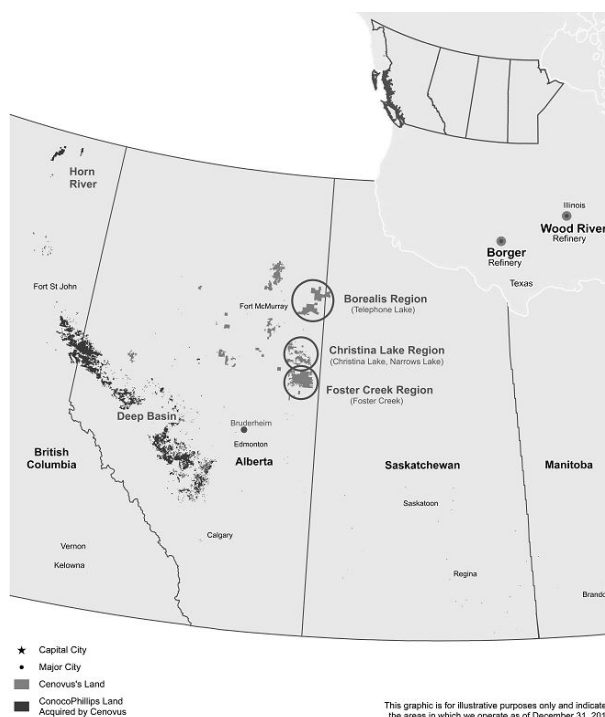 Horn
River
Illinois
Wood River
Refinery
Borger
Refinery
Texas
Fort St John
Fort McMurray
Borealis Region
(Telephone Lake)
Christina Lake Region
(Christina Lake, Narrows Lake)
Foster Creek Region
(Foster Creek)
Deep Basin
Bruderheim
Edmonton
British
Columbia
Alberta
Saskatchewan
Manitoba
Saskatoon
Calgary
Vernon
Kelowna
Regina
Capital City
Major City
Cenovus's Land
ConocoPhillips Land
Acquired by Cenovus
This graphic is for illustrative purposes only and indicate
the areas in which we operate as of December 31, 201